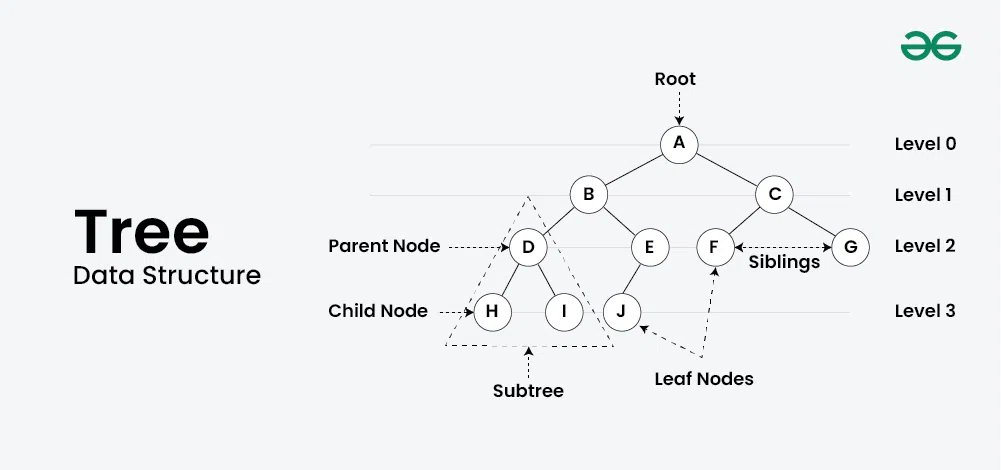 Root
A
Level 0
B
C
Level 1
Tree
Data Structure
Parent Node
D
E
F
Siblings
G
Level 2
Child Node
H
I
J
Level 3
Leaf Nodes
Subtree